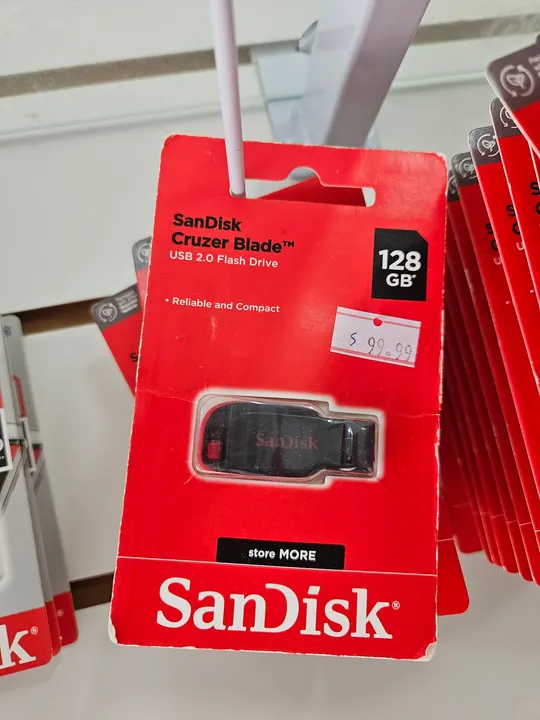 SanDisk
Cruzer Blade™
USB 2.0 Flash Drive
128
GB*
• Reliable and Compact
S 99.99
SanDisk
store MORE
SanDisk®
k®